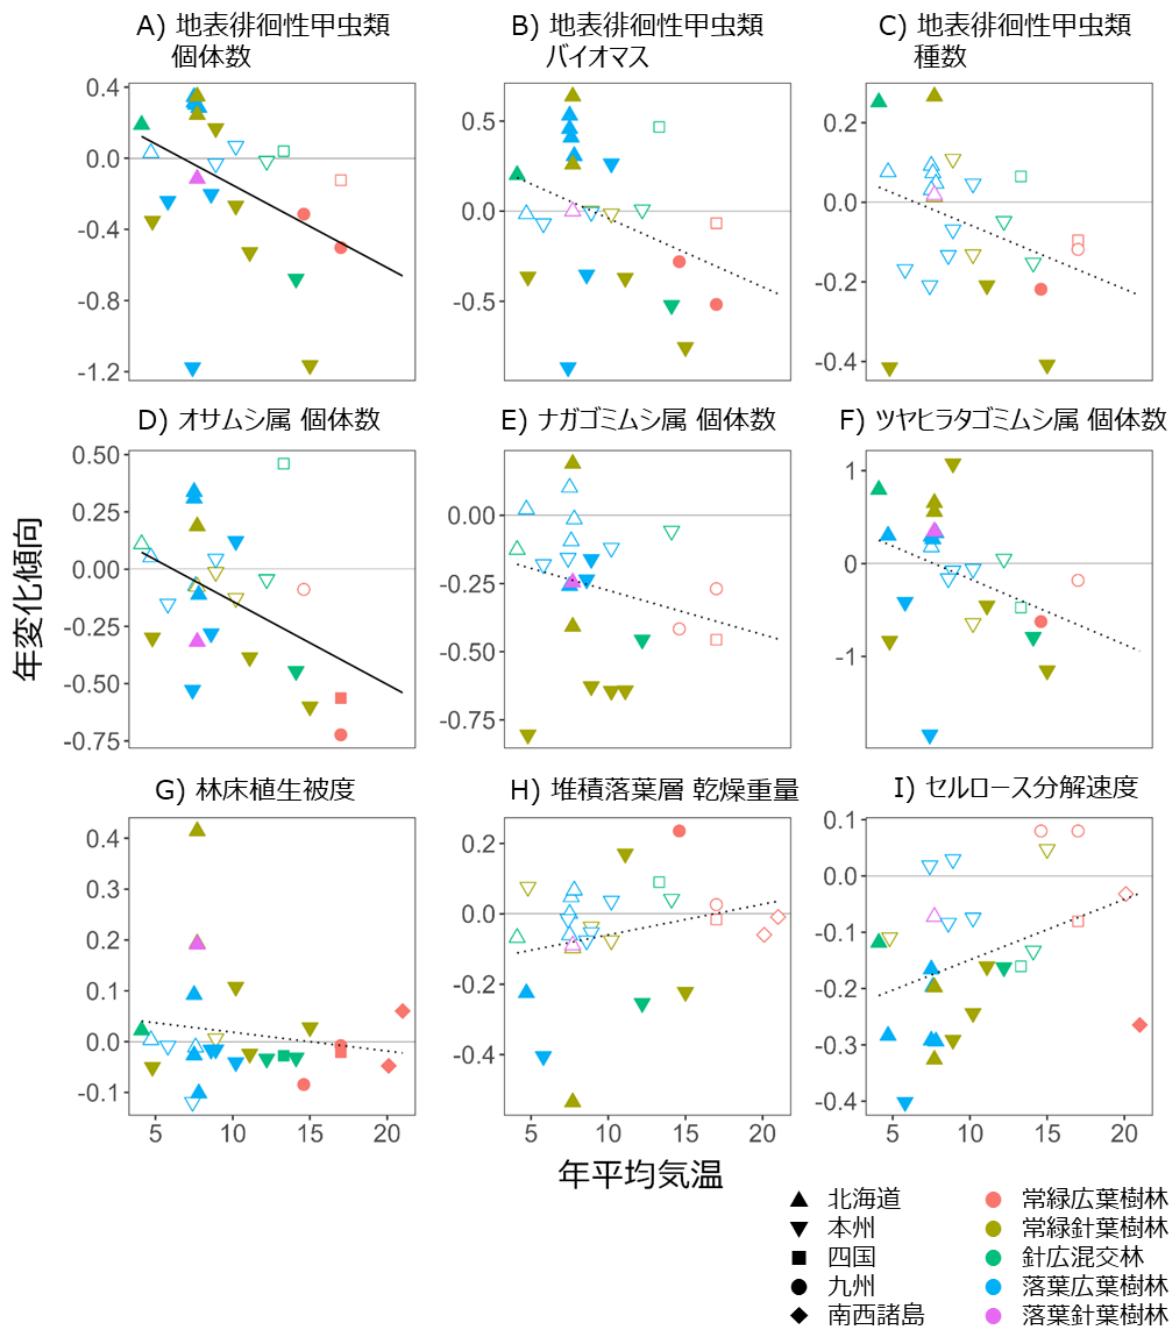 A) 地表徘徊性甲虫類
個体数
B) 地表徘徊性甲虫類
バイオマス
C) 地表徘徊性甲虫類
種数
0.4
0.0
-0.4
-0.8
-1.2
0.5
0.0
-0.5
0.2
0.0
-0.2
-0.4
D) オサムシ属 個体数
E) ナガゴミムシ属 個体数
F) ツヤヒラタゴミムシ属 個体数
0.50
0.25
0.00
-0.25
-0.50
-0.75
0.00
-0.25
-0.50
-0.75
1
0
-1
年変化傾向
G) 林床植生被度
H) 堆積落葉層 乾燥重量
I) セルロース分解速度
0.4
0.3
0.2
0.1
0.0
-0.1
0.2
0.0
-0.2
-0.4
0.1
0.0
-0.1
-0.2
-0.3
-0.4
5 10 15 20
5 10 15 20
5 10 15 20
年平均気温
北海道
本州
四国
九州
南西諸島
常緑広葉樹林
常緑針葉樹林
針広混交林
落葉広葉樹林
落葉針葉樹林